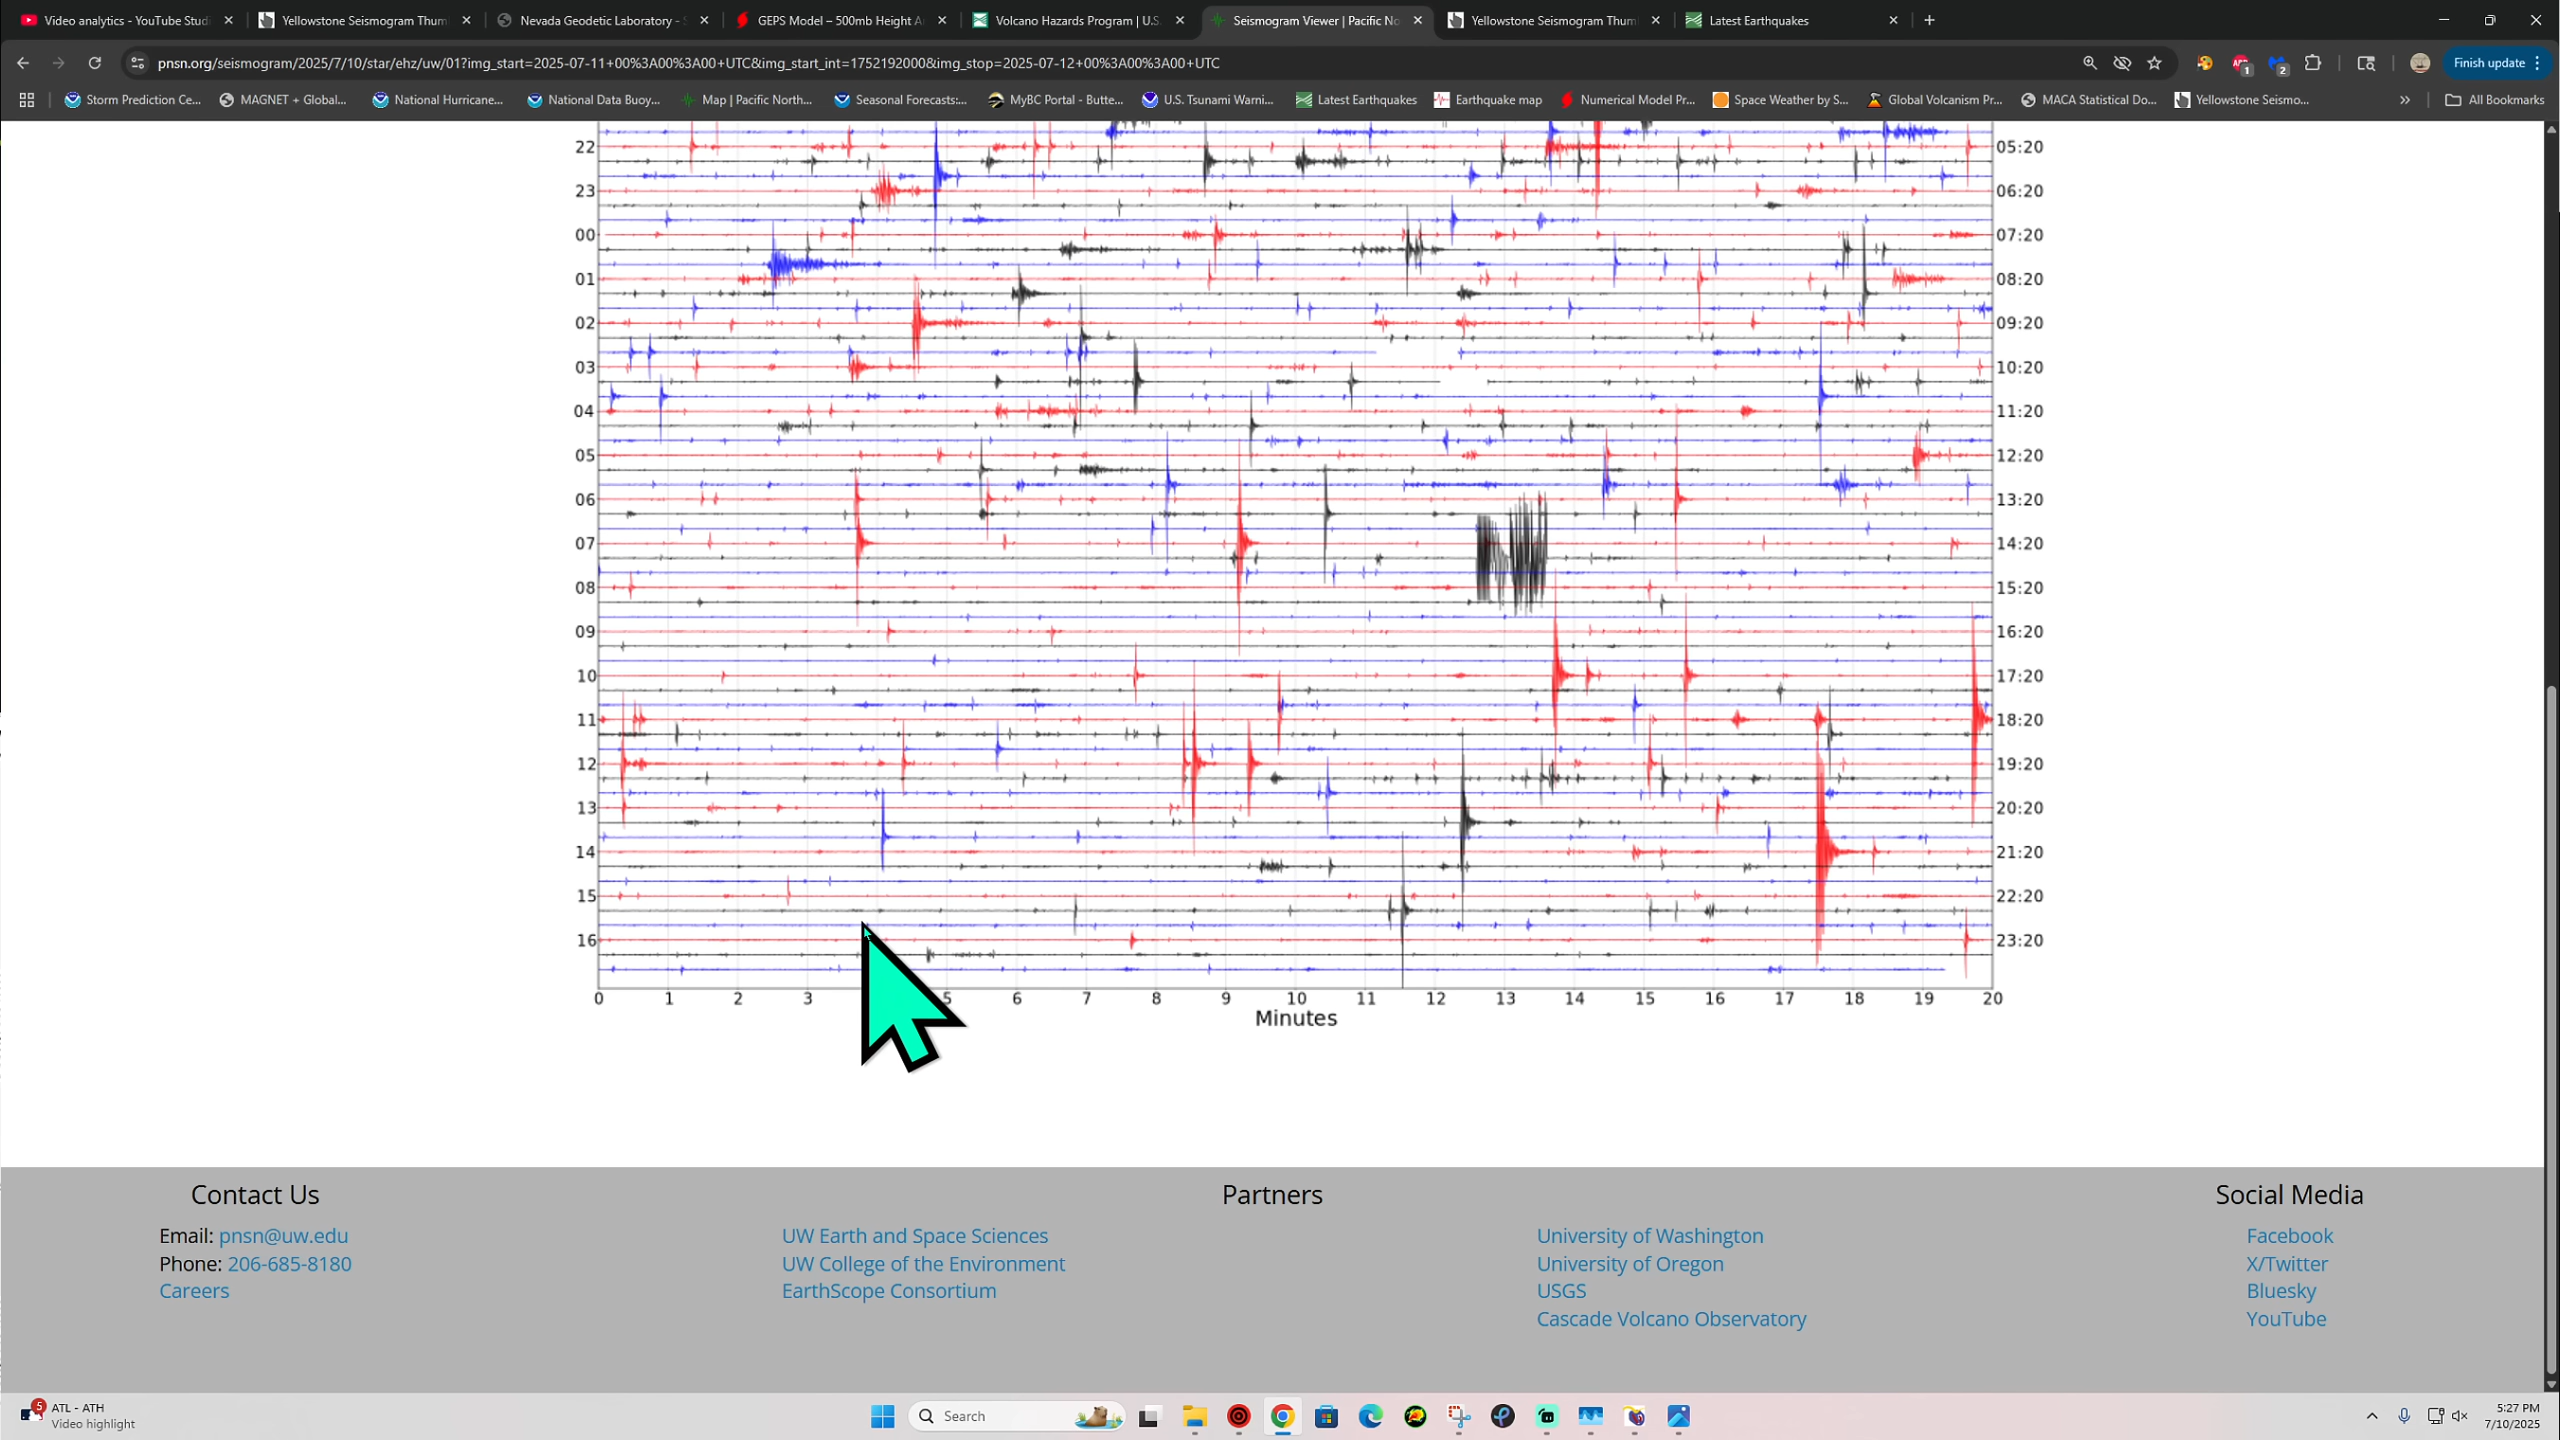 Video analytics - YouTube Studi
Yellowstone Seismogram Thum
Nevada Geodetic Laboratory -
GEPS Model – 500mb Height A
Volcano Hazards Program | U.S.
Seismogram Viewer | Pacific No
Yellowstone Seismogram Thum
Latest Earthquakes
pnsn.org/seismogram/2025/7/10/star/ehz/uw/01?img_start=2025-07-11+00%3A00%3A00+UTC&img_start_int=1752192000&img_stop=2025-07-12+00%3A00%3A00+UTC
1
2
Finish update
Storm Prediction Ce...
MAGNET + Global...
National Hurricane...
National Data Buoy...
Map | Pacific North...
Seasonal Forecasts:...
MyBC Portal - Butte...
U.S. Tsunami Warni...
Latest Earthquakes
Earthquake map
Numerical Model Pr...
Space Weather by S...
Global Volcanism Pr...
MACA Statistical Do...
Yellowstone Seismo...
»
All Bookmarks
22 05:20
23 06:20
00 07:20
01 08:20
02 09:20
03 10:20
04 11:20
05 12:20
06 13:20
07 14:20
08 15:20
09 16:20
10 17:20
11 18:20
12 19:20
13 20:20
14 21:20
15 22:20
16 23:20
0 1 2 3 5 6 7 8 9 10 11 12 13 14 15 16 17 18 19 20
Minutes
Contact Us
Email: pnsn@uw.edu
Phone: 206-685-8180
Careers
Partners
UW Earth and Space Sciences
UW College of the Environment
EarthScope Consortium
University of Washington
University of Oregon
USGS
Cascade Volcano Observatory
Social Media
Facebook
X/Twitter
Bluesky
YouTube
5
ATL - ATH
Video highlight
Search
5:27 PM
7/10/2025